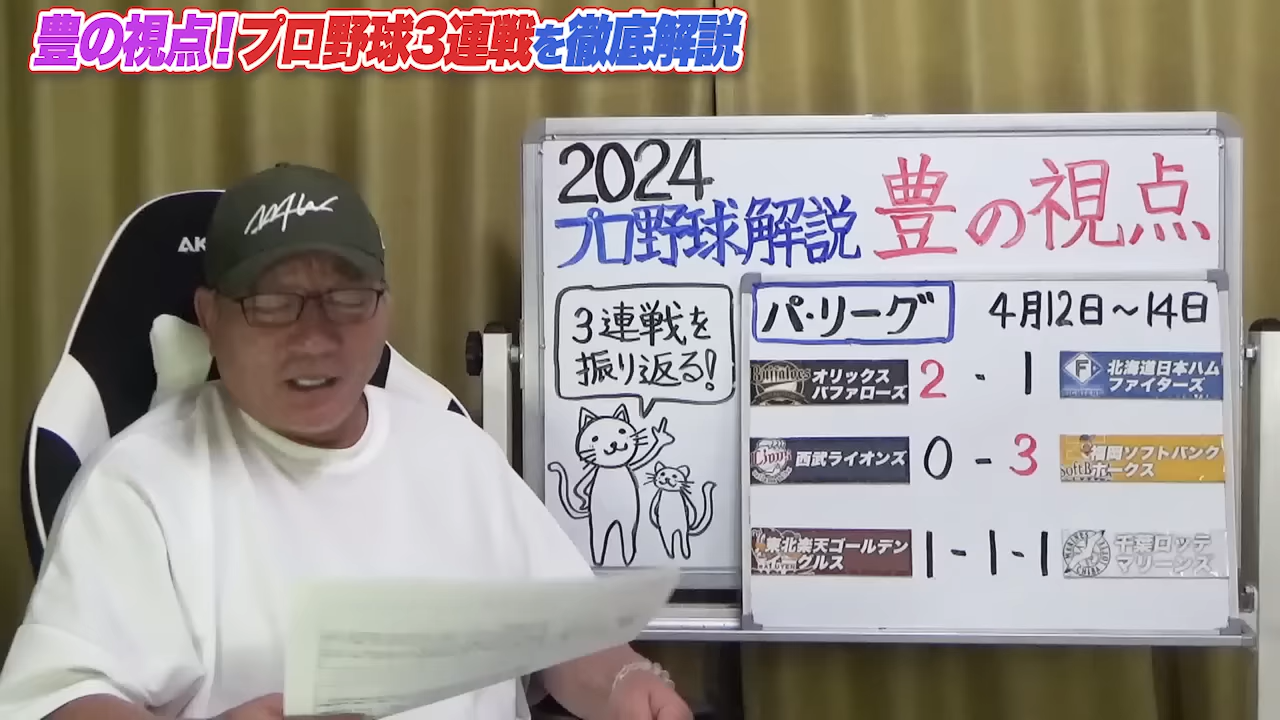 豊の視点！プロ野球３連戦を徹底解説
AK
2024
プロ野球解説 豊の視点
3連戦を
振り返る!
パ・リーグ 4月12日〜14日
Buffaloes
オリックス
バファローズ 2 - 1 北海道日本ハム
ファイターズ
Lions 西武ライオンズ 0 - 3 福岡ソフトバンク
ホークス
東北楽天ゴールデン
グルス 1-1-1 千葉ロッテ
マリーンズ